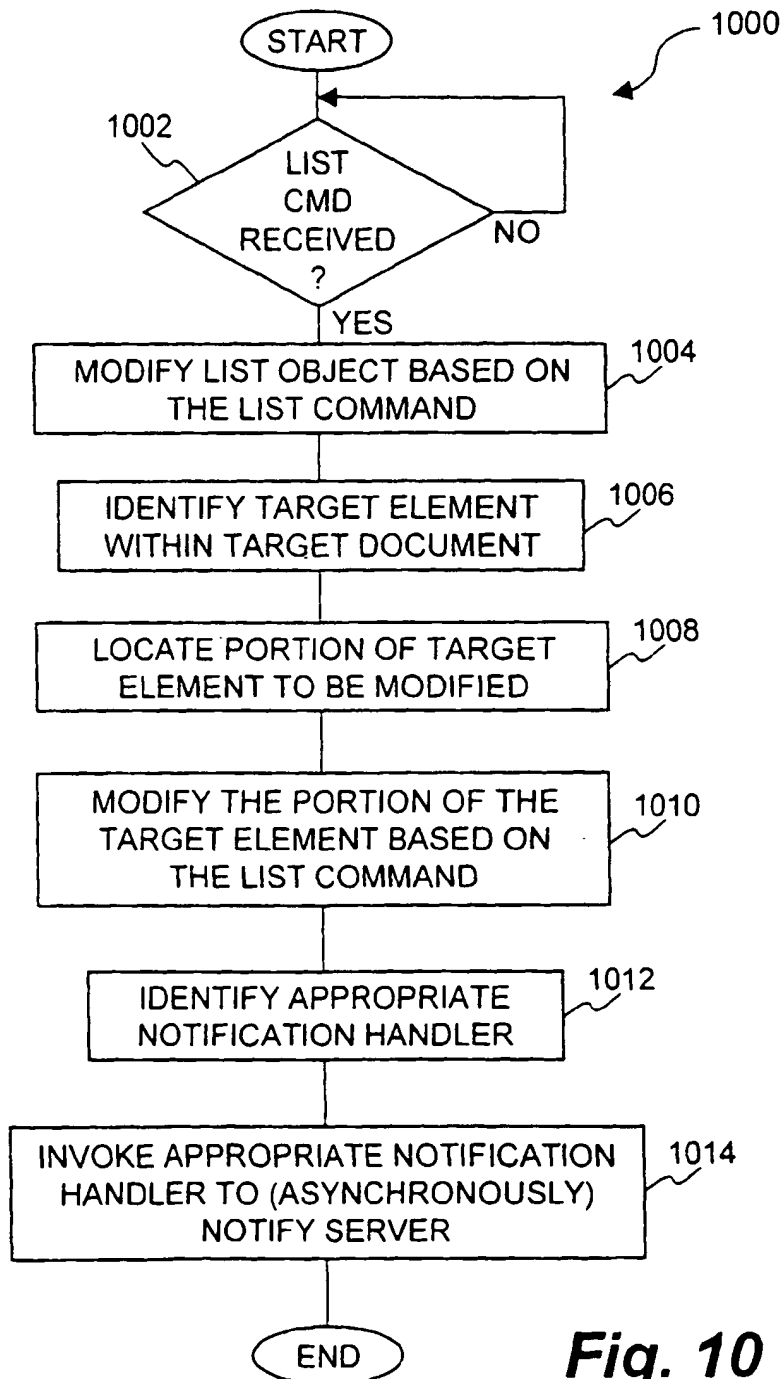 START
1000
1002
LIST
CMD
RECEIVED
?
NO
YES
MODIFY LIST OBJECT BASED ON
THE LIST COMMAND
1004
IDENTIFY TARGET ELEMENT
WITHIN TARGET DOCUMENT
1006
LOCATE PORTION OF TARGET
ELEMENT TO BE MODIFIED
1008
MODIFY THE PORTION OF THE
TARGET ELEMENT BASED ON
THE LIST COMMAND
1010
IDENTIFY APPROPRIATE
NOTIFICATION HANDLER
1012
INVOKE APPROPRIATE NOTIFICATION
HANDLER TO (ASYNCHRONOUSLY)
NOTIFY SERVER
1014
END
Fig. 10